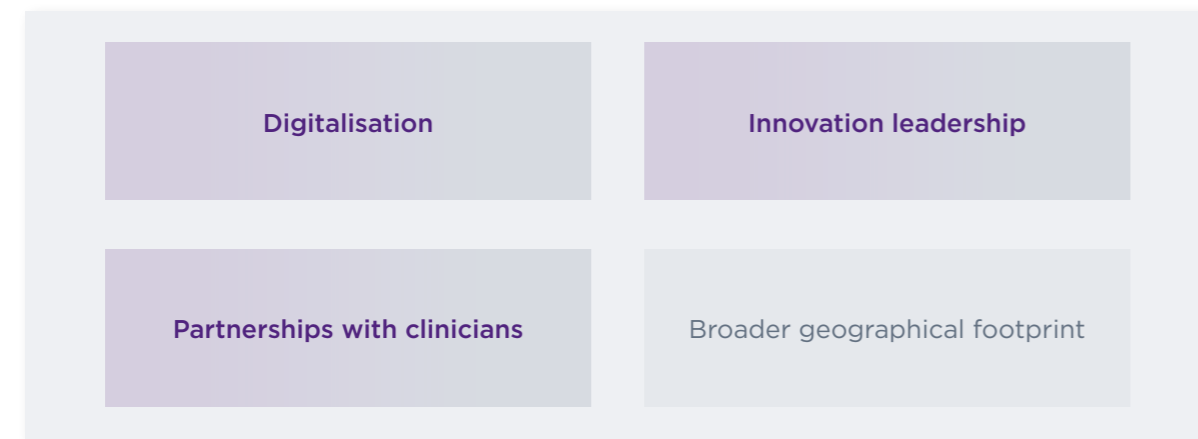 Digitalisation
Innovation leadership
Partnerships with clinicians
Broader geographical footprint